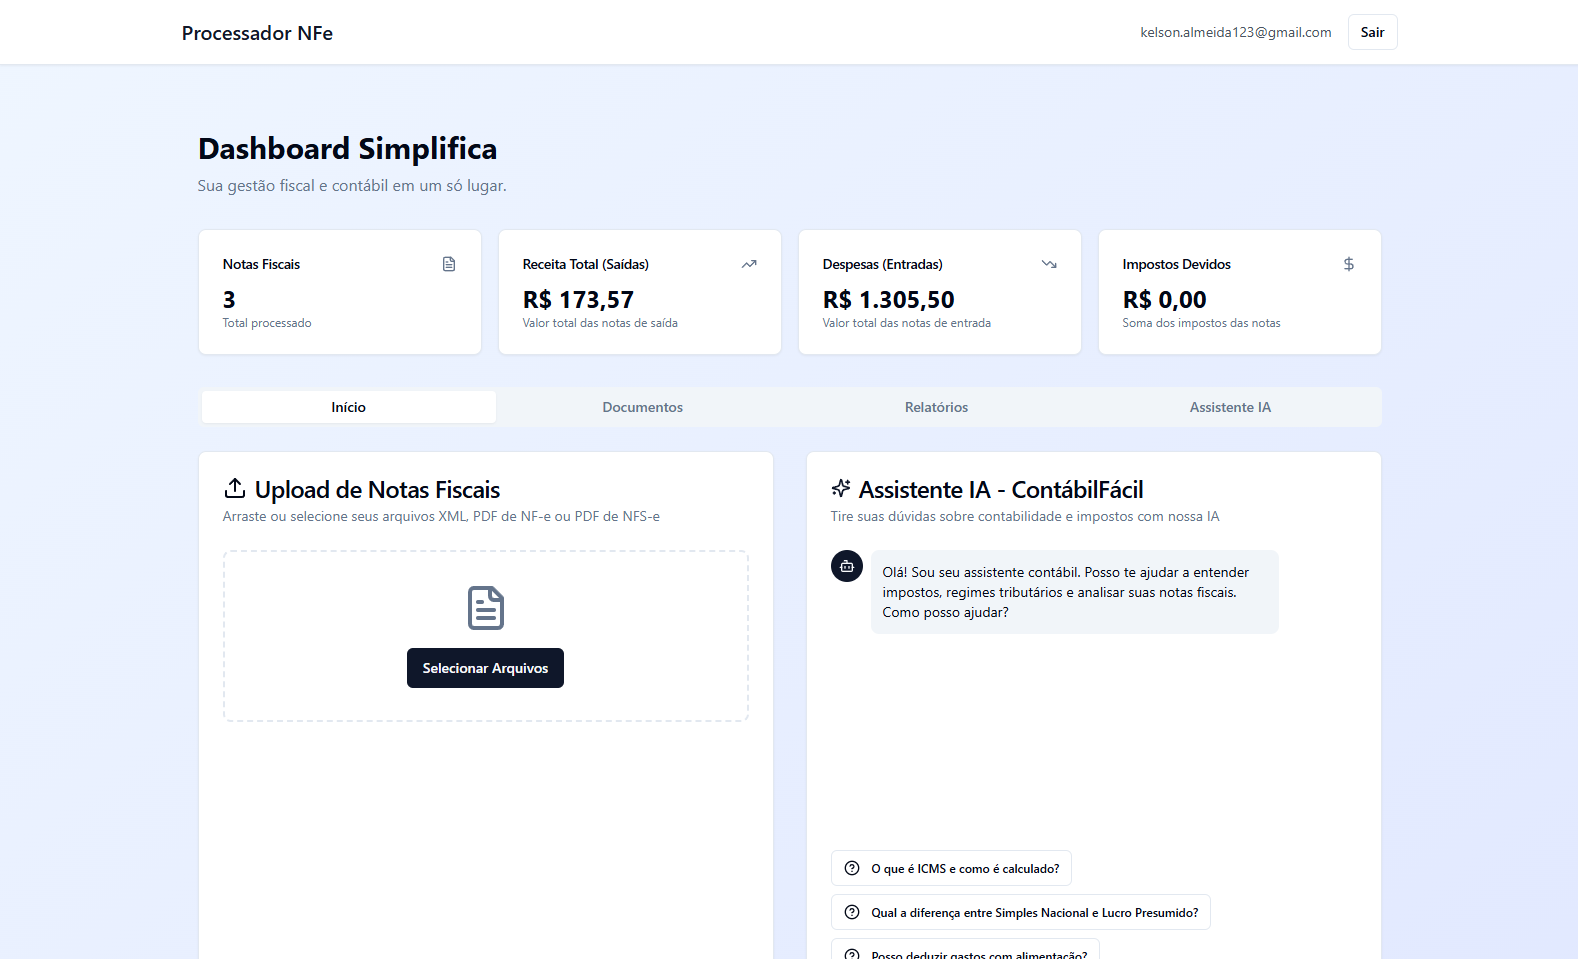 Processador NFe
kelson.almeida123@gmail.com
Sair
Dashboard Simplifica
Sua gestão fiscal e contábil em um só lugar.
Notas Fiscais
3
Total processado
Receita Total (Saídas)
R$ 173,57
Valor total das notas de saída
Despesas (Entradas)
R$ 1.305,50
Valor total das notas de entrada
Impostos Devidos
R$ 0,00
Soma dos impostos das notas
Início
Documentos
Relatórios
Assistente IA
Upload de Notas Fiscais
Arraste ou selecione seus arquivos XML, PDF de NF-e ou PDF de NFS-e
Selecionar Arquivos
Assistente IA - ContábilFácil
Tire suas dúvidas sobre contabilidade e impostos com nossa IA
Olá! Sou seu assistente contábil. Posso te ajudar a entender
impostos, regimes tributários e analisar suas notas fiscais.
Como posso ajudar?
O que é ICMS e como é calculado?
Qual a diferença entre Simples Nacional e Lucro Presumido?
Posso deduzir gastos com alimentação?